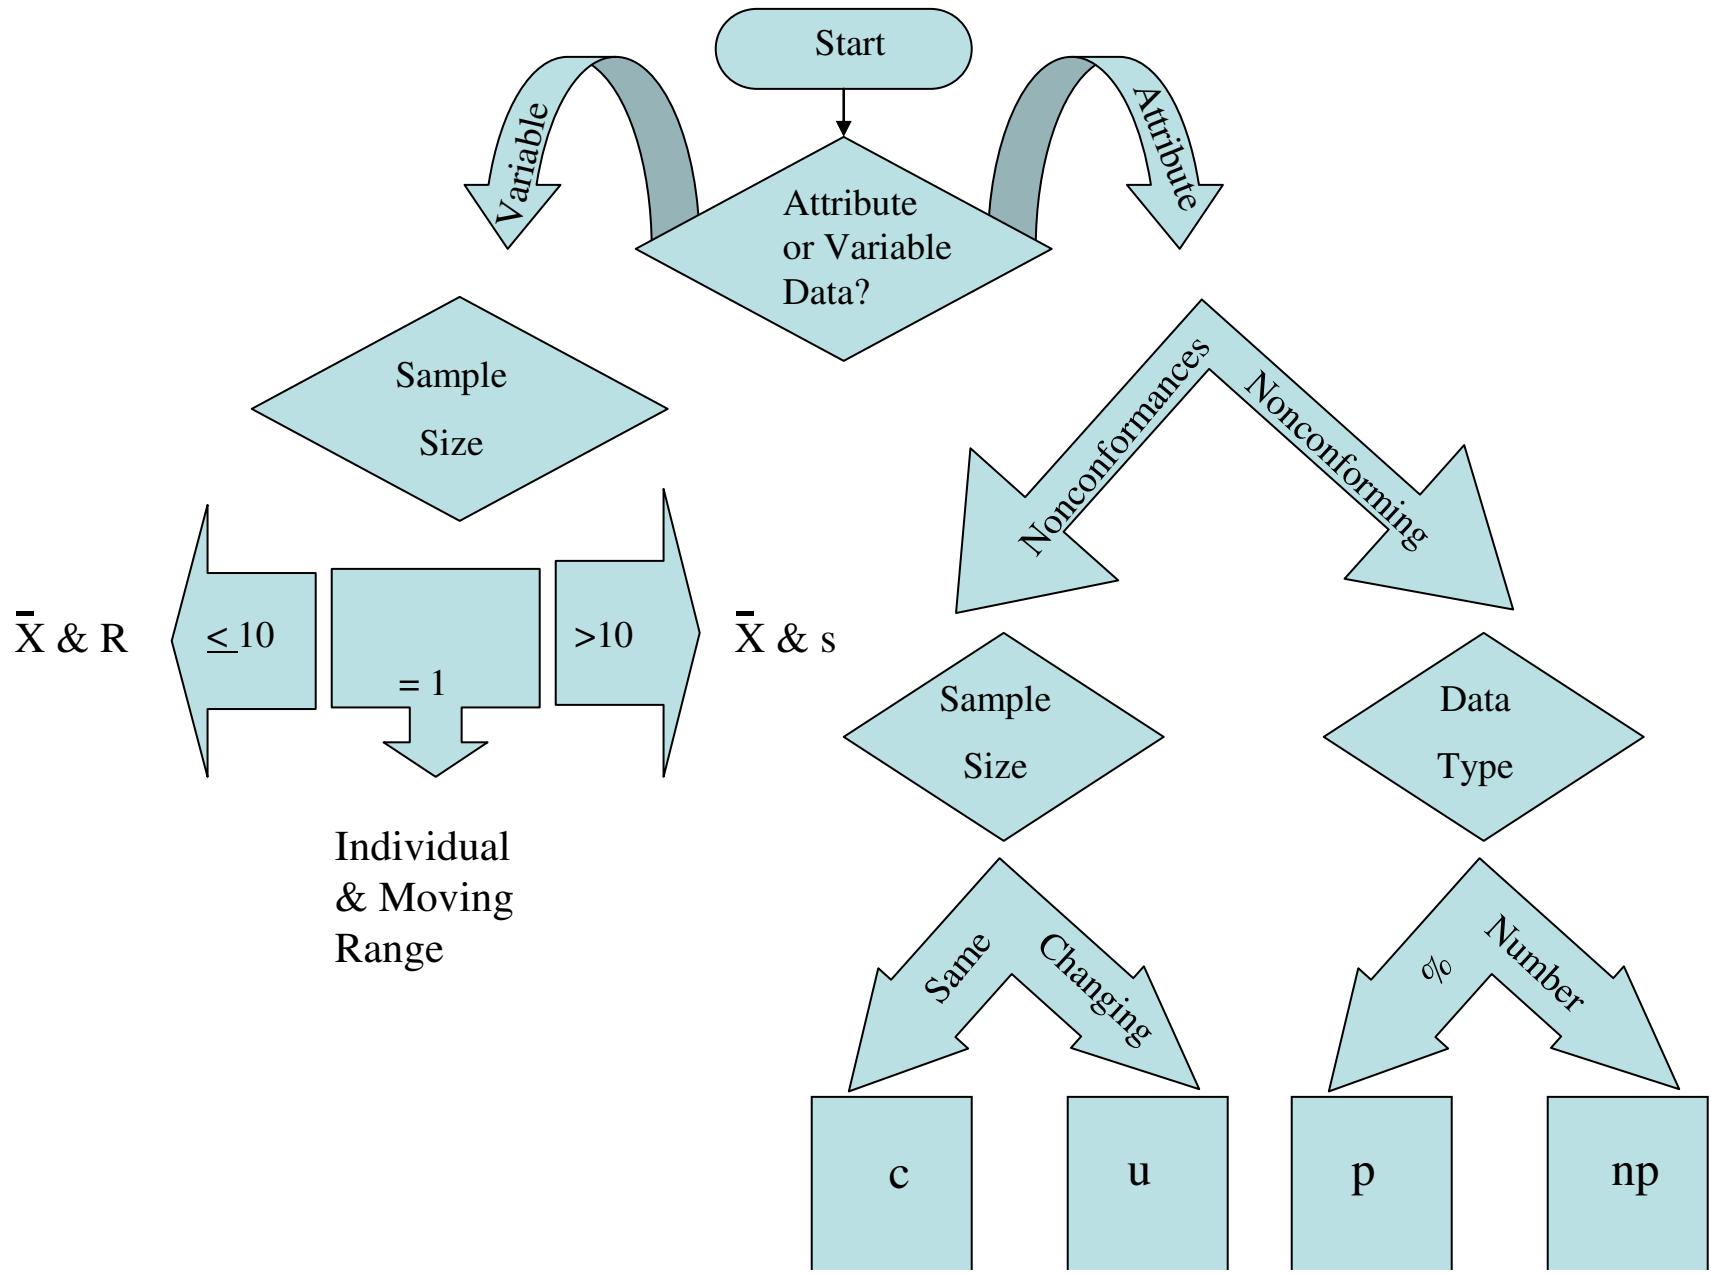 Start
Variable
Attribute
Attribute
or Variable
Data?
Sample
Size
Nonconformances
Nonconforming
X̄ & R
≤ 10
= 1
>10
X̄ & s
Individual
& Moving
Range
Sample
Size
Data
Type
Same
Changing
%
Number
c
u
p
np